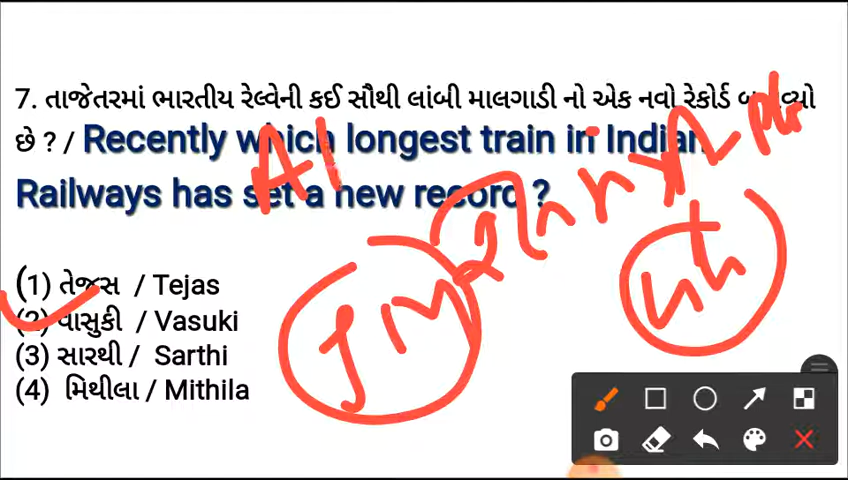 7. તાજેતરમાં ભારતીય રેલ્વેની કઈ સૌથી લાંબી માલગાડી નો એક નવો રેકોર્ડ
છે ? / Recently which longest train in Indian
Railways has set a new record ?
(1) તેજસ / Tejas
(2) વાસુકી / Vasuki
(3) સારથી / Sarthi
(4) મિથીલા / Mithila